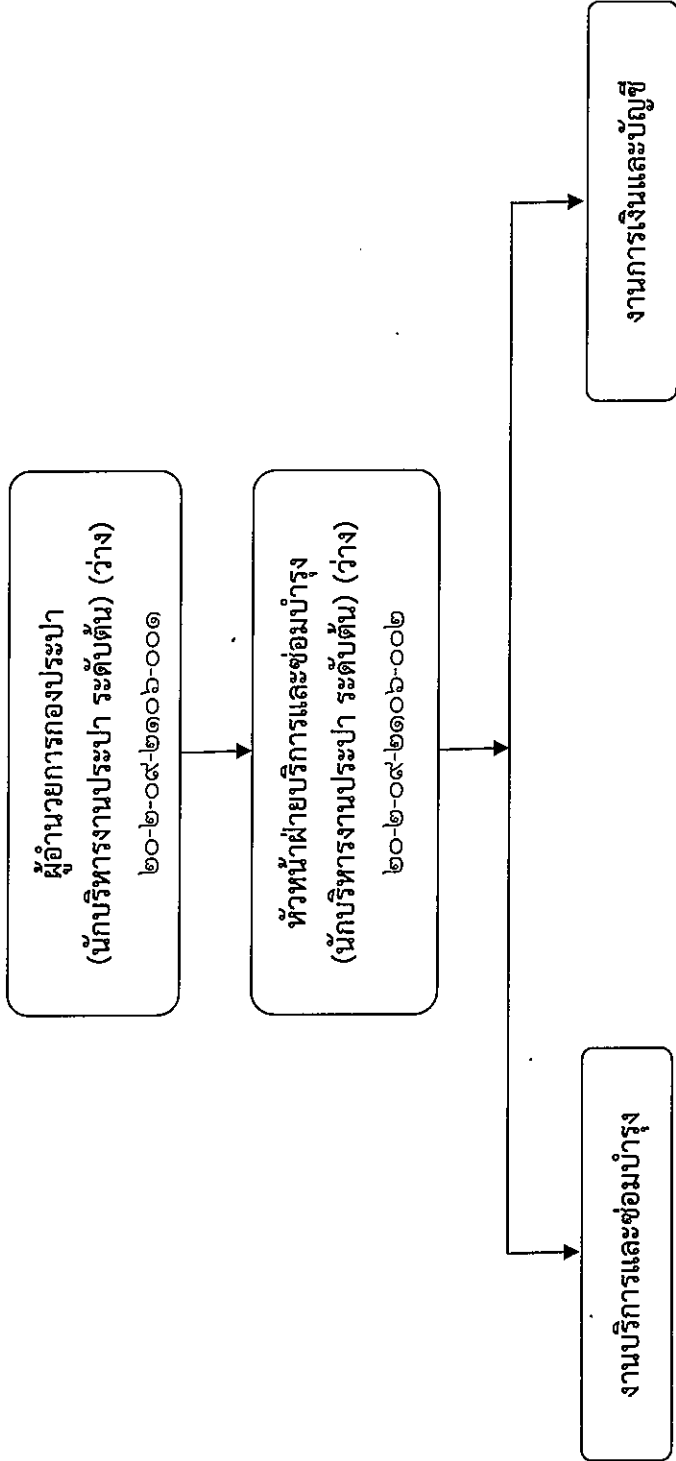 ผู้อำนวยการกองประปา
(นักบริหารงานประปา ระดับต้น) (ว่าง)
๒๐-๒-๐๙-๒๑๐๖-๐๐๑
หัวหน้าฝ่ายบริการและซ่อมบำรุง
(นักบริหารงานประปา ระดับต้น) (ว่าง)
๒๐-๒-๐๙-๒๑๐๖-๐๐๒
งานบริการและซ่อมบำรุง
งานการเงินและบัญชี